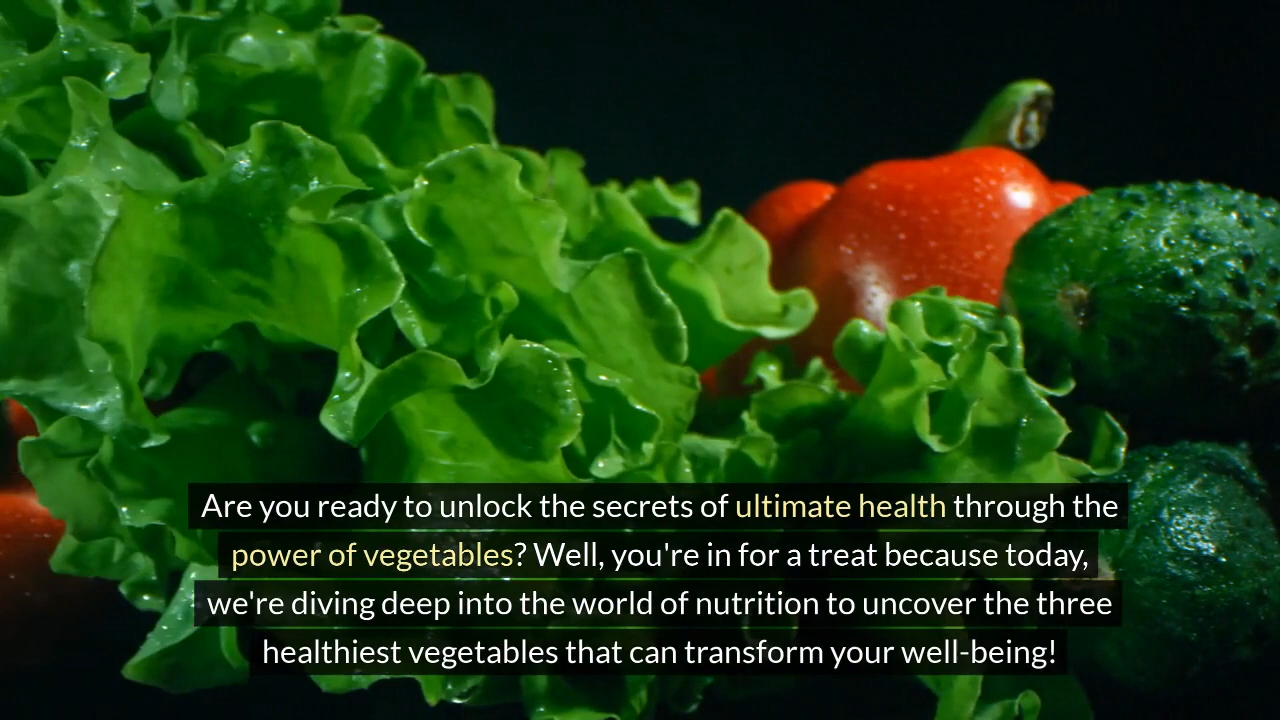 Are you ready to unlock the secrets of ultimate health through the
power of vegetables? Well, you're in for a treat because today,
we're diving deep into the world of nutrition to uncover the three
healthiest vegetables that can transform your well-being!